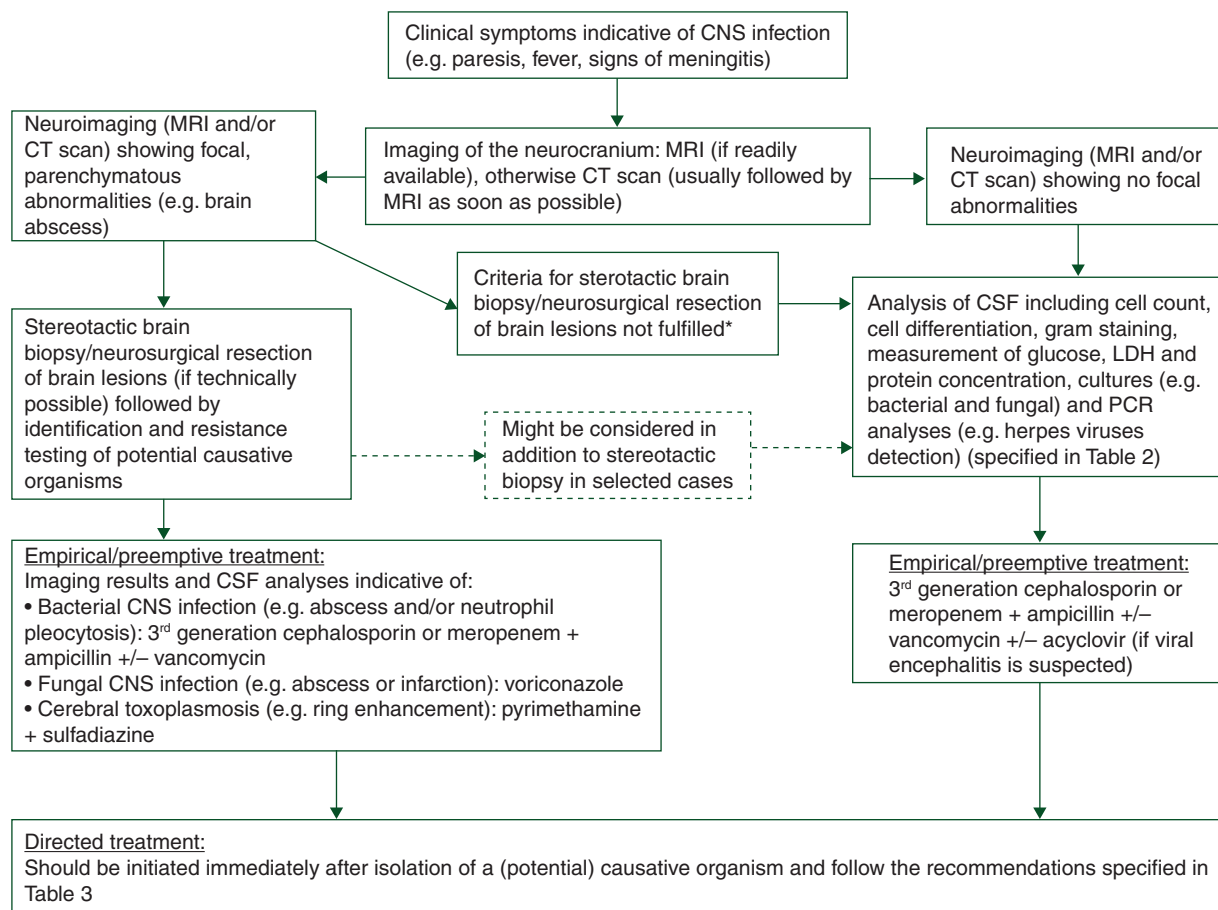 Clinical symptoms indicative of CNS infection
(e.g. paresis, fever, signs of meningitis)
Neuroimaging (MRI and/or
CT scan) showing focal,
parenchymatous
abnormalities (e.g. brain
abscess)
Imaging of the neurocranium: MRI (if readily
available), otherwise CT scan (usually followed by
MRI as soon as possible)
Neuroimaging (MRI and/or
CT scan) showing no focal
abnormalities
Criteria for sterotactic brain
biopsy/neurosurgical resection
of brain lesions not fulfilled*
Stereotactic brain
biopsy/neurosurgical resection
of brain lesions (if technically
possible) followed by
identification and resistance
testing of potential causative
organisms
Might be considered in
addition to stereotactic
biopsy in selected cases
Analysis of CSF including cell count,
cell differentiation, gram staining,
measurement of glucose, LDH and
protein concentration, cultures (e.g.
bacterial and fungal) and PCR
analyses (e.g. herpes viruses
detection) (specified in Table 2)
Empirical/preemptive treatment:
Imaging results and CSF analyses indicative of:
• Bacterial CNS infection (e.g. abscess and/or neutrophil
pleocytosis): 3rd generation cephalosporin or meropenem +
ampicillin +/– vancomycin
• Fungal CNS infection (e.g. abscess or infarction): voriconazole
• Cerebral toxoplasmosis (e.g. ring enhancement): pyrimethamine
+ sulfadiazine
Empirical/preemptive treatment:
3rd generation cephalosporin or
meropenem + ampicillin +/–
vancomycin +/– acyclovir (if viral
encephalitis is suspected)
Directed treatment:
Should be initiated immediately after isolation of a (potential) causative organism and follow the recommendations specified in
Table 3